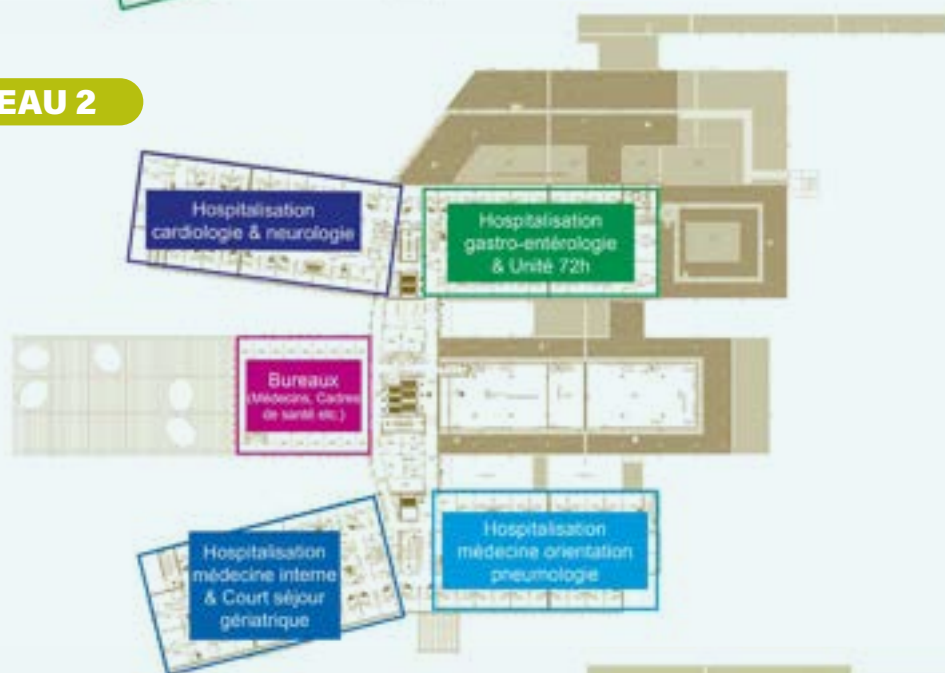 EAU 2
Hospitalisation
cardiologie & neurologie
Hospitalisation
gastro-entérologie
& Unité 72h
Bureaux
(Médecins, Cadres
de santé etc.)
Hospitalisation
médecine interne
& Court séjour
gériatrique
Hospitalisation
médecine orientation
pneumologie